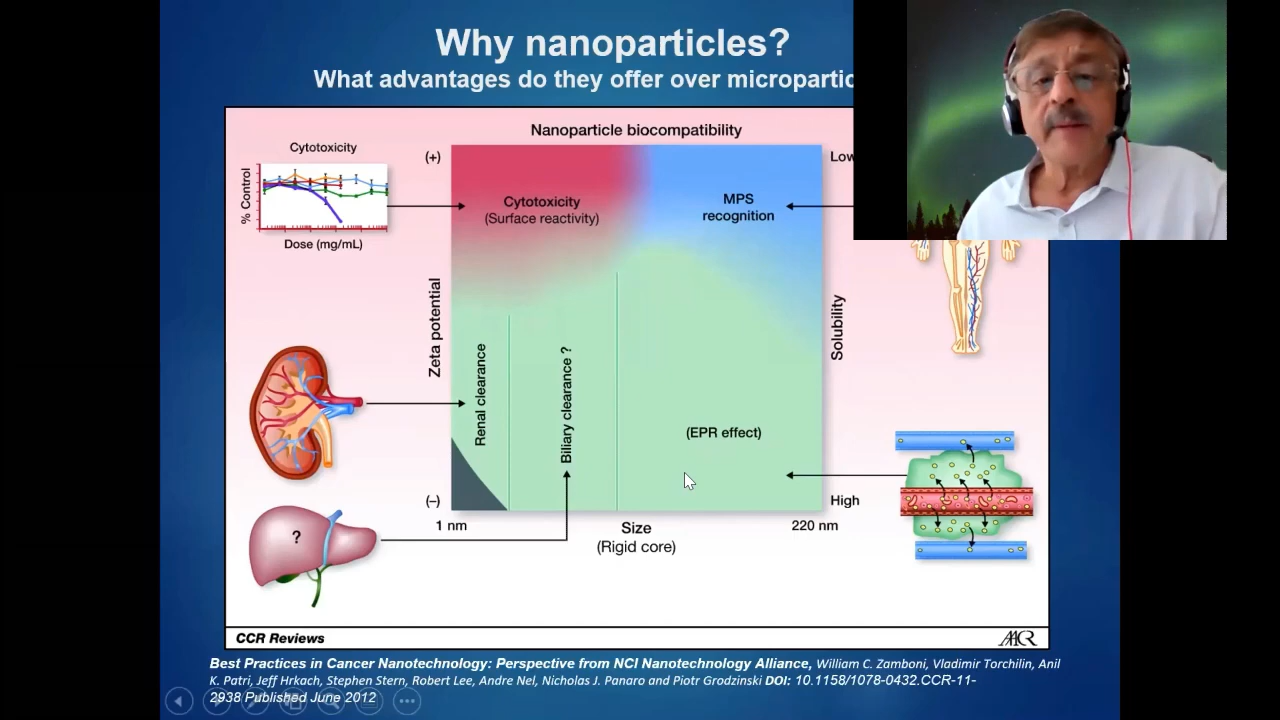 Why nanoparticles?
What advantages do they offer over
Nanoparticle biocompatibility
Cytotoxicity
% Control
Dose (mg/mL)
(+)
Zeta potential
(–)
Cytotoxicity
(Surface reactivity)
MPS
recognition
Low
Solubility
High
Renal clearance
Biliary clearance ?
(EPR effect)
?
1 nm
Size
(Rigid core)
220 nm
CCR Reviews
AACR
Best Practices in Cancer Nanotechnology: Perspective from NCI Nanotechnology Alliance, William C. Zamboni, Vladimir Torchilin, Anil
K. Patri, Jeff Hrkach, Stephen Stern, Robert Lee, Andre Nel, Nicholas J. Panaro and Piotr Grodzinski DOI: 10.1158/1078-0432.CCR-11-
2938 Published June 2012